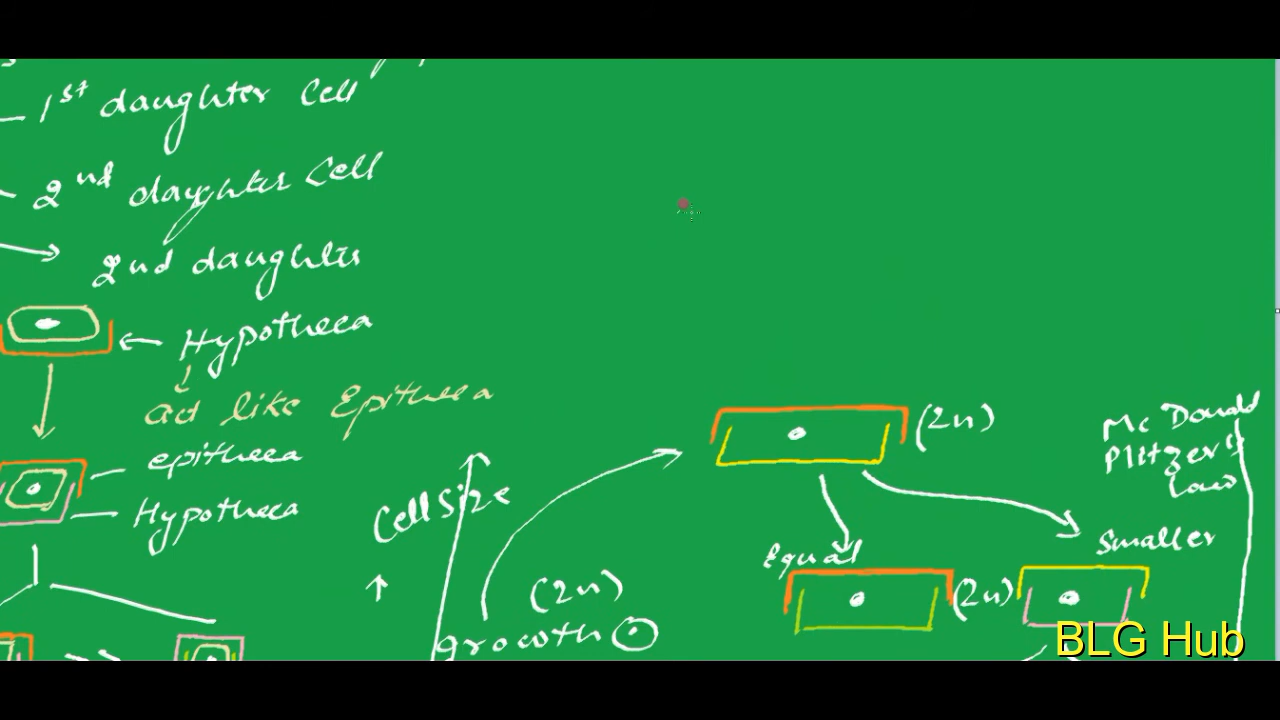 1st daughter Cell
2nd daughter Cell
2nd daughter
Hypotheca
act like Epitheca
epitheca
Hypotheca
Cell Size
(2n)
growth
(2n)
Mc Donald
Pfitzer's
Law
Equal
Smaller
(2n)
BLG Hub